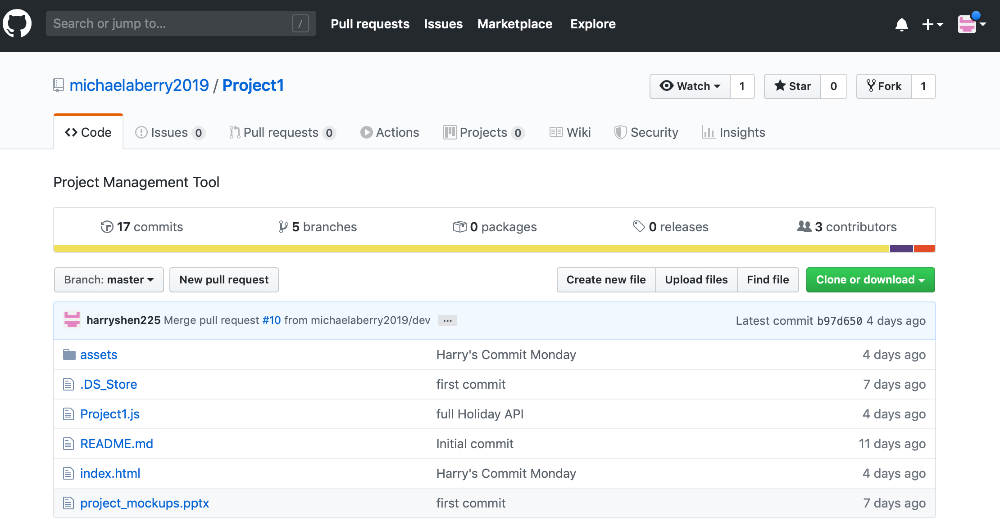 Search or jump to... /
Pull requests Issues Marketplace Explore
michaelaberry2019 / Project1
Watch 1 Star 0 Fork 1
Code Issues 0 Pull requests 0 Actions Projects 0 Wiki Security Insights
Project Management Tool
17 commits 5 branches 0 packages 0 releases 3 contributors
Branch: master New pull request Create new file Upload files Find file Clone or download
harryshen225 Merge pull request #10 from michaelaberry2019/dev ... Latest commit b97d650 4 days ago
assets Harry's Commit Monday 4 days ago
.DS_Store first commit 7 days ago
Project1.js full Holiday API 4 days ago
README.md Initial commit 11 days ago
index.html Harry's Commit Monday 4 days ago
project_mockups.pptx first commit 7 days ago